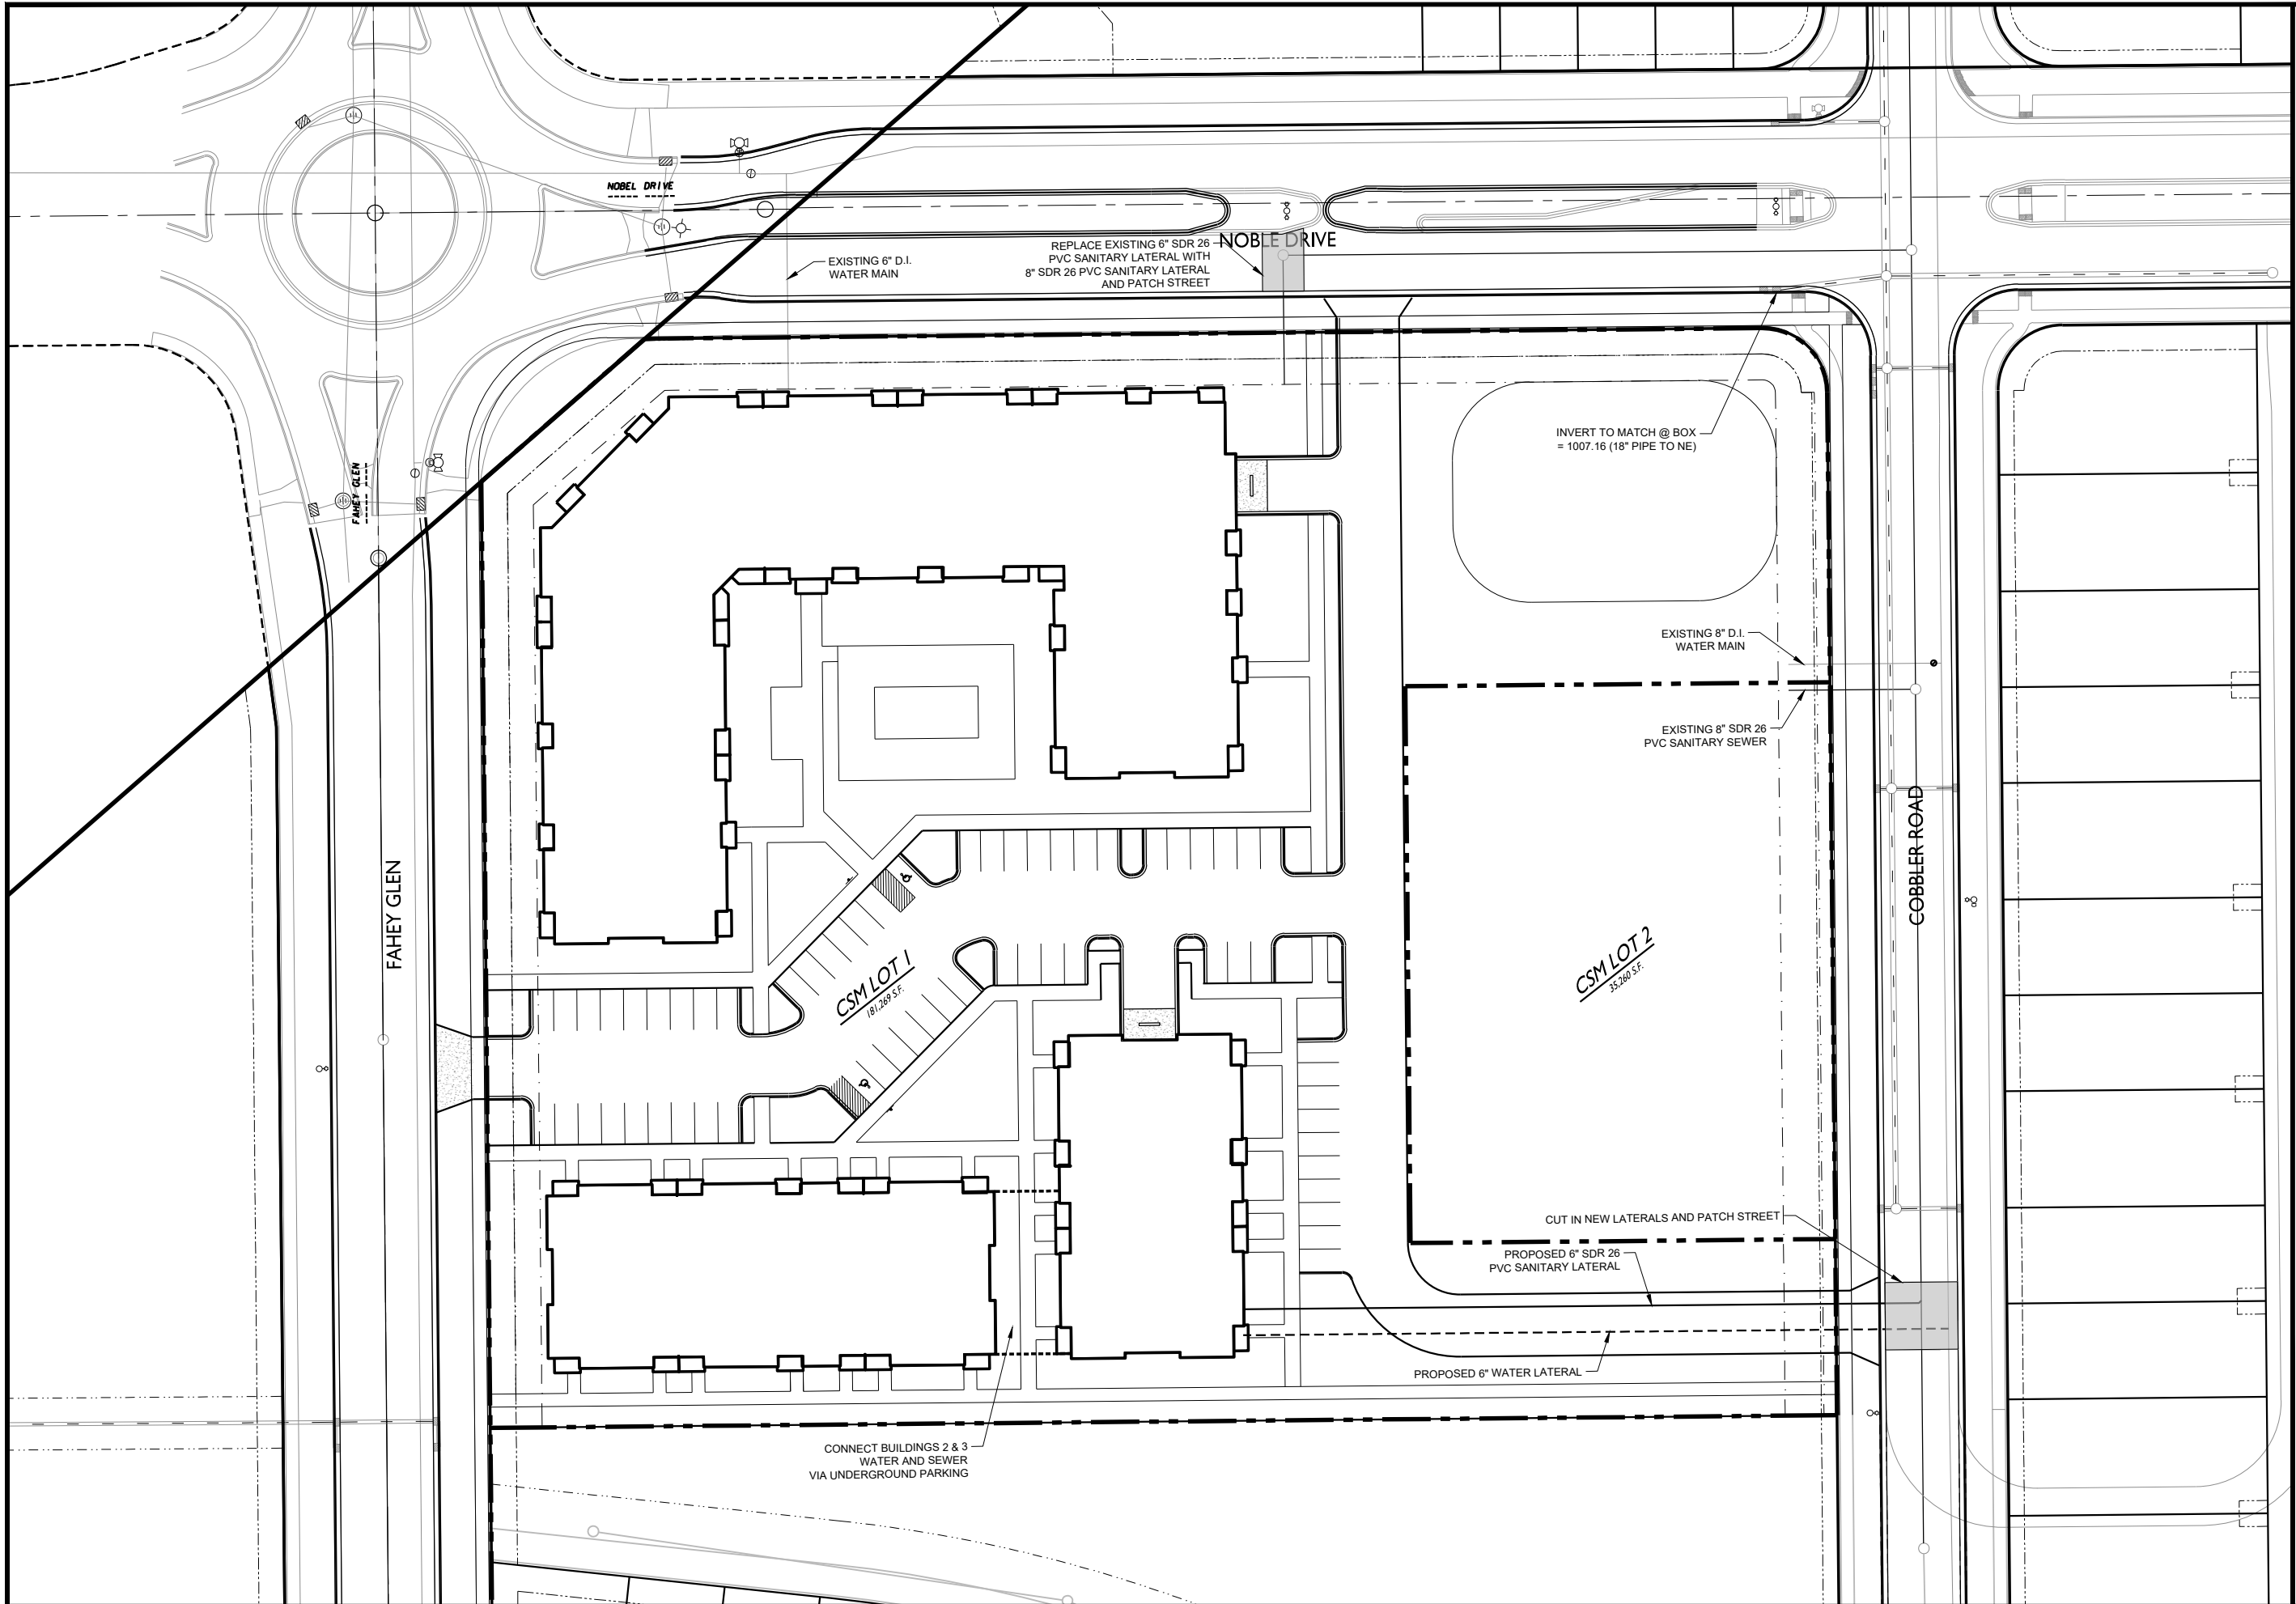 NOBEL DRIVE
NOBLE DRIVE
REPLACE EXISTING 6" SDR 26
PVC SANITARY LATERAL WITH
8" SDR 26 PVC SANITARY LATERAL
AND PATCH STREET
EXISTING 6" D.I.
WATER MAIN
INVERT TO MATCH @ BOX
= 1007.16 (18" PIPE TO NE)
FAHEY GLEN
EXISTING 8" D.I.
WATER MAIN
EXISTING 8" SDR 26
PVC SANITARY SEWER
COBBLER ROAD
FAHEY GLEN
CSM LOT 1
181,269 S.F.
CSM LOT 2
35,260 S.F.
CUT IN NEW LATERALS AND PATCH STREET
PROPOSED 6" SDR 26
PVC SANITARY LATERAL
PROPOSED 6" WATER LATERAL
CONNECT BUILDINGS 2 & 3
WATER AND SEWER
VIA UNDERGROUND PARKING